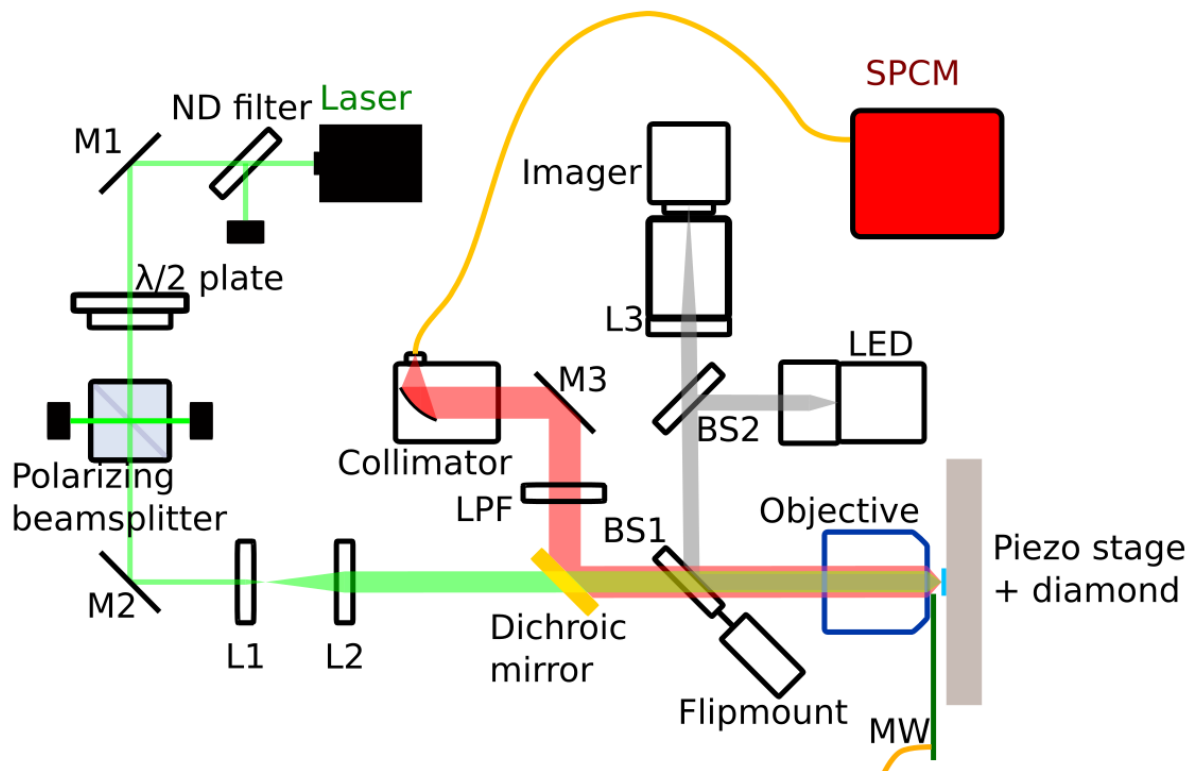 SPCM
Laser
ND filter
M1
Imager
λ/2 plate
L3
LED
M3
BS2
Collimator
Polarizing
beamsplitter
LPF
BS1
Objective
Piezo stage
+ diamond
M2
L1
L2
Dichroic
mirror
Flipmount
MW